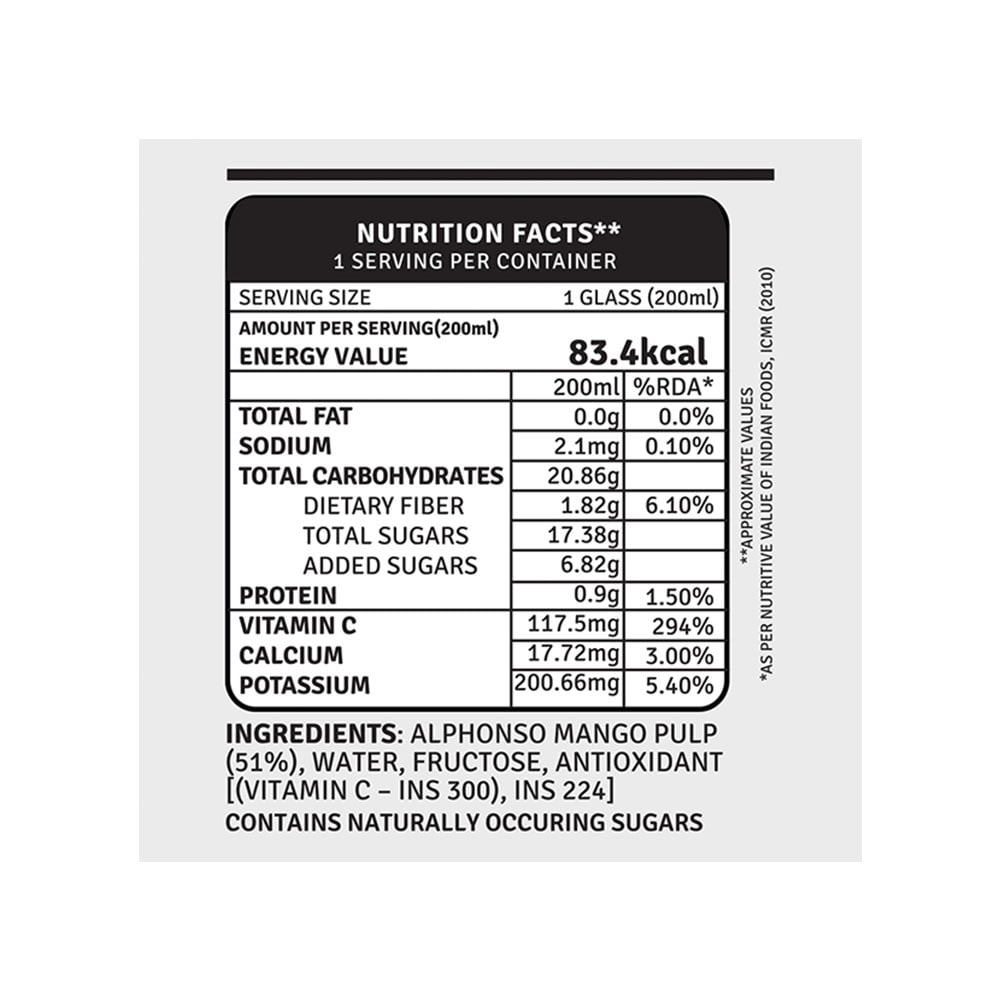 NUTRITION FACTS**
1 SERVING PER CONTAINER
SERVING SIZE 1 GLASS (200ml)
AMOUNT PER SERVING(200ml)
ENERGY VALUE 83.4kcal
200ml %RDA*
TOTAL FAT 0.0g 0.0%
SODIUM 2.1mg 0.10%
TOTAL CARBOHYDRATES 20.86g
DIETARY FIBER 1.82g 6.10%
TOTAL SUGARS 17.38g
ADDED SUGARS 6.82g
PROTEIN 0.9g 1.50%
VITAMIN C 117.5mg 294%
CALCIUM 17.72mg 3.00%
POTASSIUM 200.66mg 5.40%
INGREDIENTS: ALPHONSO MANGO PULP
(51%), WATER, FRUCTOSE, ANTIOXIDANT
[(VITAMIN C – INS 300), INS 224]
CONTAINS NATURALLY OCCURING SUGARS
**APPROXIMATE VALUES
*AS PER NUTRITIVE VALUE OF INDIAN FOODS, ICMR (2010)